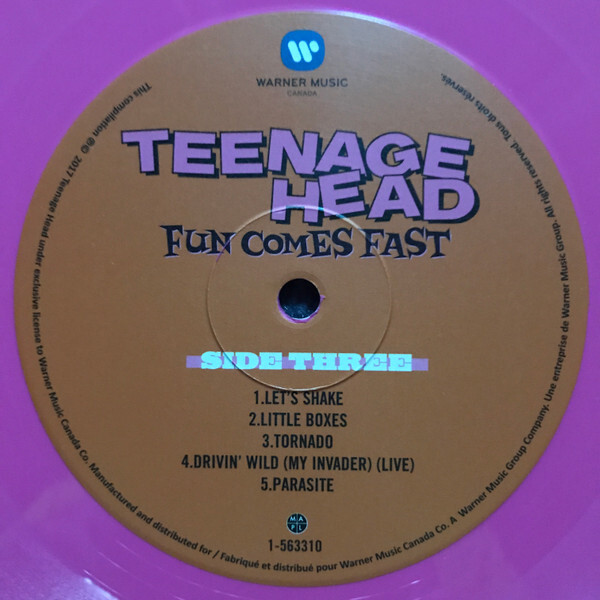 WARNER MUSIC
CANADA
TEENAGE
HEAD
FUN COMES FAST
SIDE THREE
1.LET'S SHAKE
2.LITTLE BOXES
3.TORNADO
4.DRIVIN' WILD (MY INVADER) (LIVE)
5.PARASITE
MAPL
1-563310
This compilation ℗© 2017 Teenage Head under exclusive license to Warner Music Canada Co. Manufactured and distributed for / Fabriqué et distribué pour Warner Music Canada Co. A Warner Music Group Company. Une entreprise de Warner Music Group. All rights reserved. Tous droits réservés.